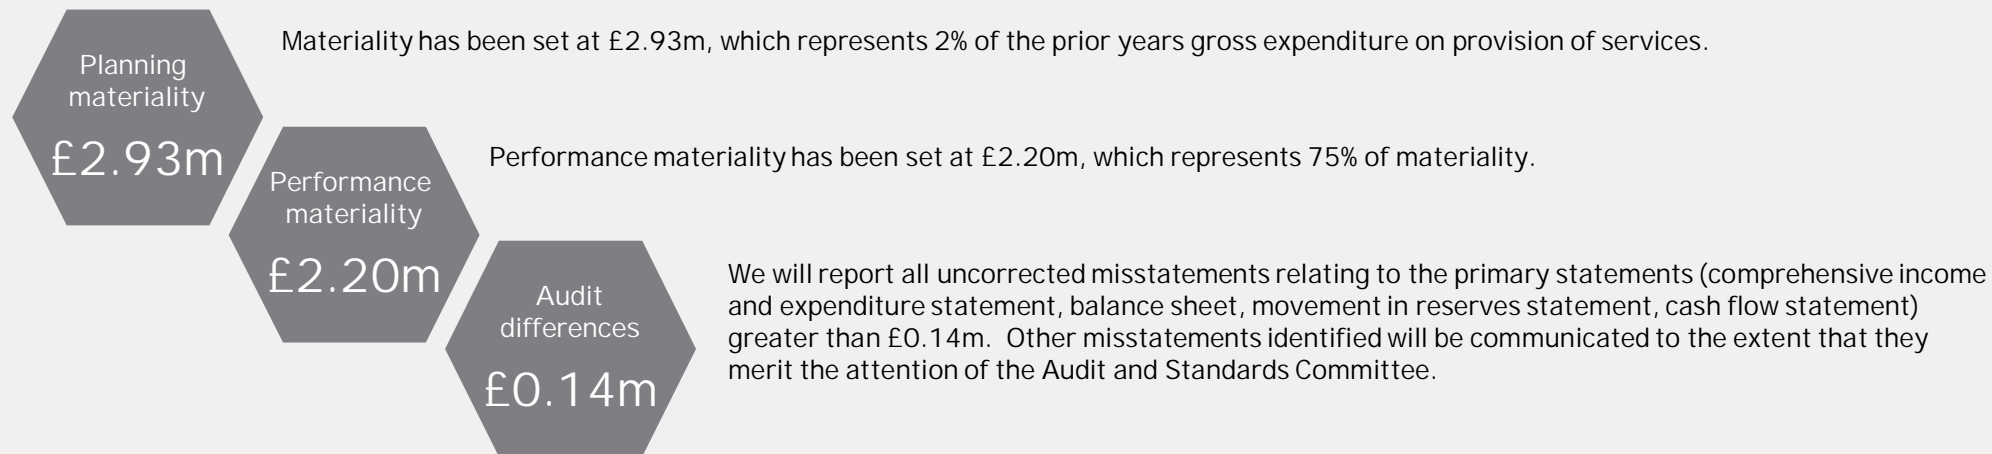 Planning
materiality
£2.93m
Materiality has been set at £2.93m, which represents 2% of the prior years gross expenditure on provision of services.
Performance
materiality
£2.20m
Performance materiality has been set at £2.20m, which represents 75% of materiality.
Audit
differences
£0.14m
We will report all uncorrected misstatements relating to the primary statements (comprehensive income
and expenditure statement, balance sheet, movement in reserves statement, cash flow statement)
greater than £0.14m.  Other misstatements identified will be communicated to the extent that they
merit the attention of the Audit and Standards Committee.